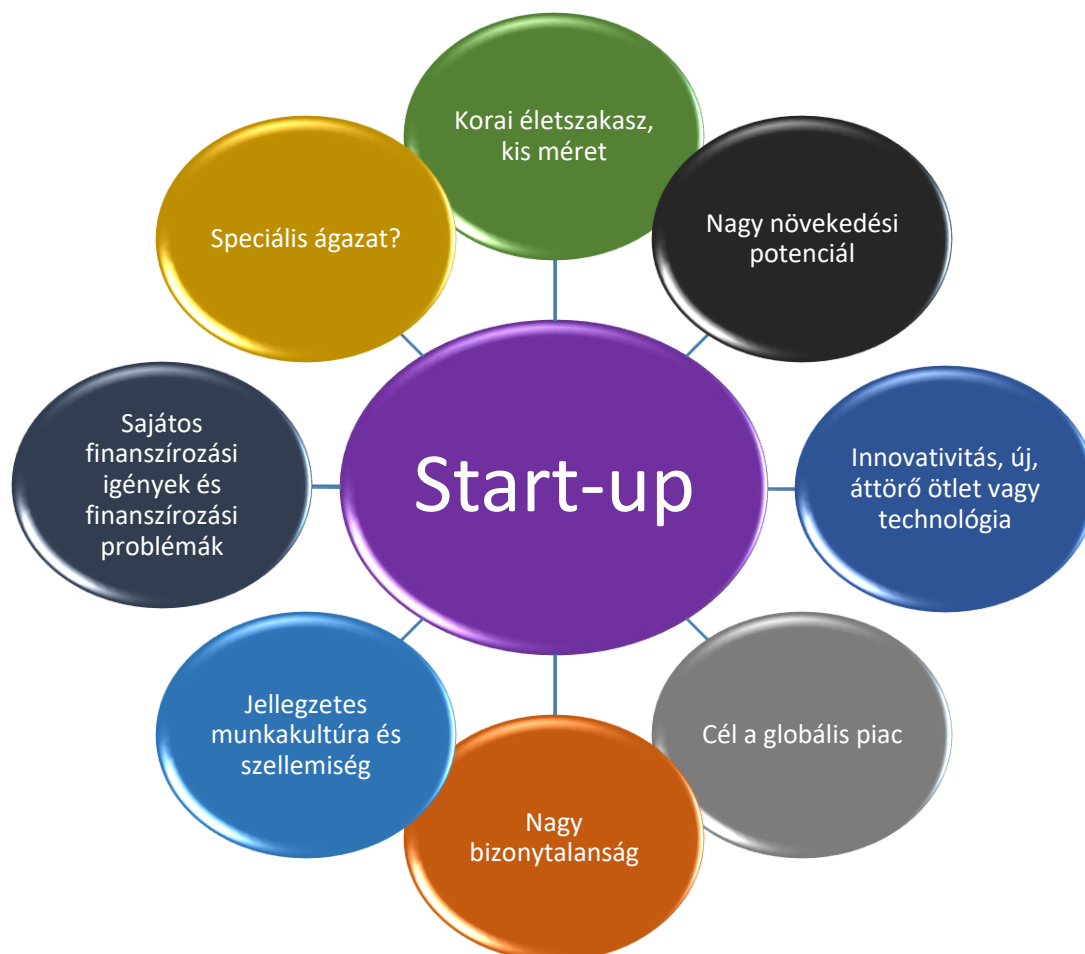 Korai életszakasz,
kis méret
Speciális ágazat?
Nagy növekedési
potenciál
Sajátos
finanszírozási
igények és
finanszírozási
problémák
Start-up
Innovativitás, új,
áttörő ötlet vagy
technológia
Jellegzetes
munkakultúra és
szellemiség
Cél a globális piac
Nagy
bizonytalanság